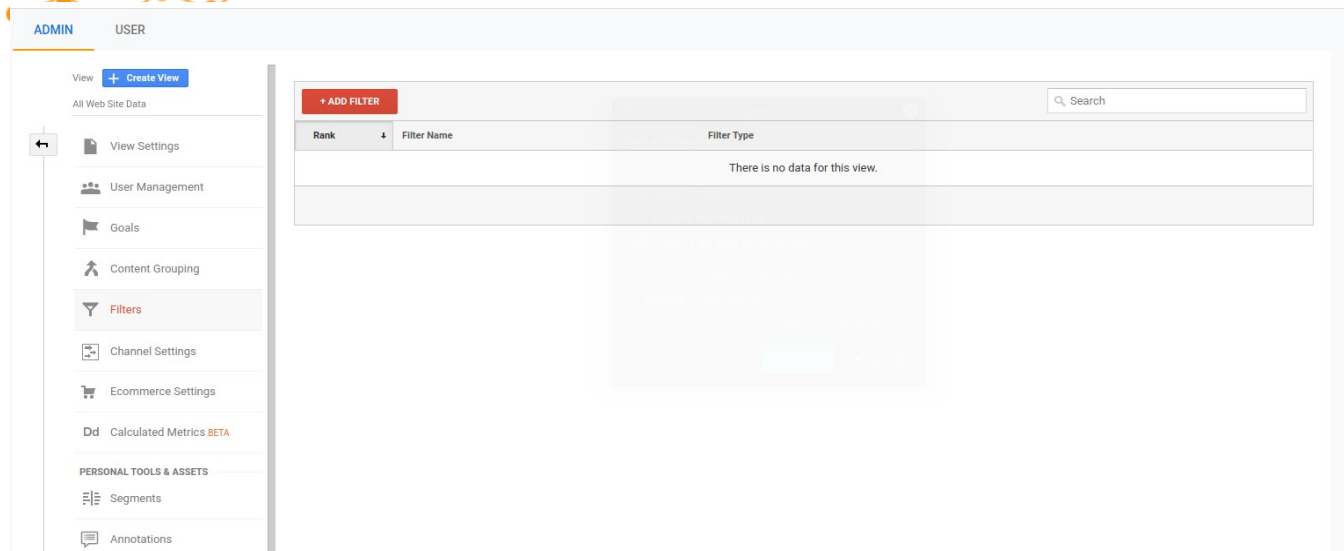 ADMIN USER
View + Create View
All Web Site Data
+ ADD FILTER
Search
Rank Filter Name Filter Type
There is no data for this view.
View Settings
User Management
Goals
Content Grouping
Filters
Channel Settings
Ecommerce Settings
Dd Calculated Metrics BETA
PERSONAL TOOLS & ASSETS
Segments
Annotations